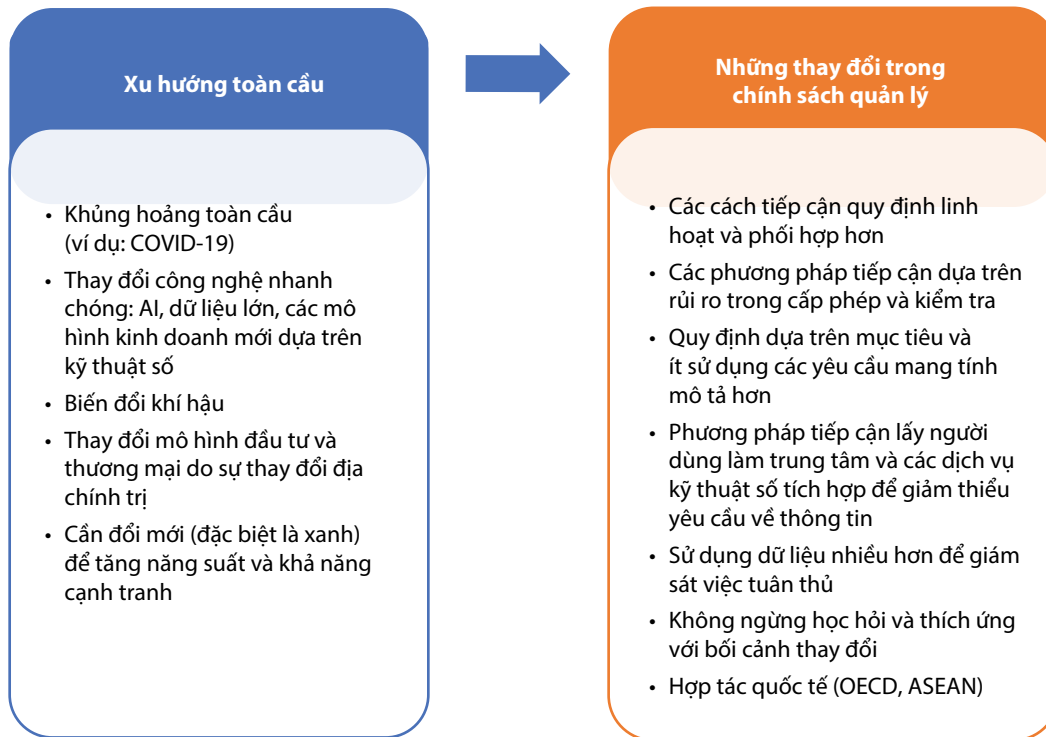 Xu hướng toàn cầu
• Khủng hoảng toàn cầu
(ví dụ: COVID-19)
• Thay đổi công nghệ nhanh
chóng: AI, dữ liệu lớn, các mô
hình kinh doanh mới dựa trên
kỹ thuật số
• Biến đổi khí hậu
• Thay đổi mô hình đầu tư và
thương mại do sự thay đổi địa
chính trị
• Cần đổi mới (đặc biệt là xanh)
để tăng năng suất và khả năng
cạnh tranh
Những thay đổi trong
chính sách quản lý
• Các cách tiếp cận quy định linh
hoạt và phối hợp hơn
• Các phương pháp tiếp cận dựa trên
rủi ro trong cấp phép và kiểm tra
• Quy định dựa trên mục tiêu và
ít sử dụng các yêu cầu mang tính
mô tả hơn
• Phương pháp tiếp cận lấy người
dùng làm trung tâm và các dịch vụ
kỹ thuật số tích hợp để giảm thiểu
yêu cầu về thông tin
• Sử dụng dữ liệu nhiều hơn để giám
sát việc tuân thủ
• Không ngừng học hỏi và thích ứng
với bối cảnh thay đổi
• Hợp tác quốc tế (OECD, ASEAN)